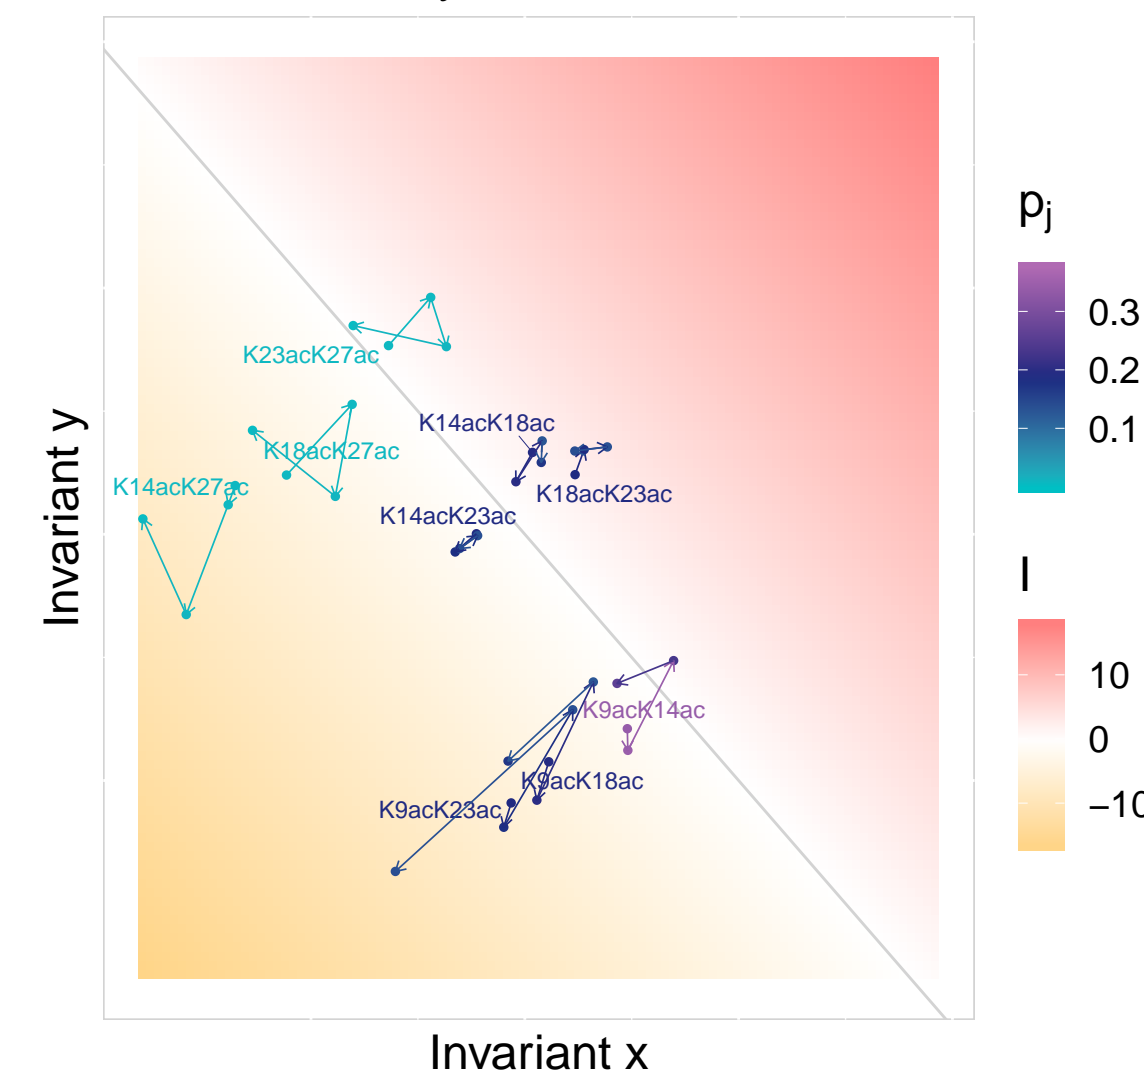 p_j
0.3
0.2
0.1
K23acK27ac
K14acK18ac
K18acK27ac
K14acK27ac
K18acK23ac
K14acK23ac
I
10
0
−10
K9acK14ac
K9acK18ac
K9acK23ac
Invariant y
Invariant x